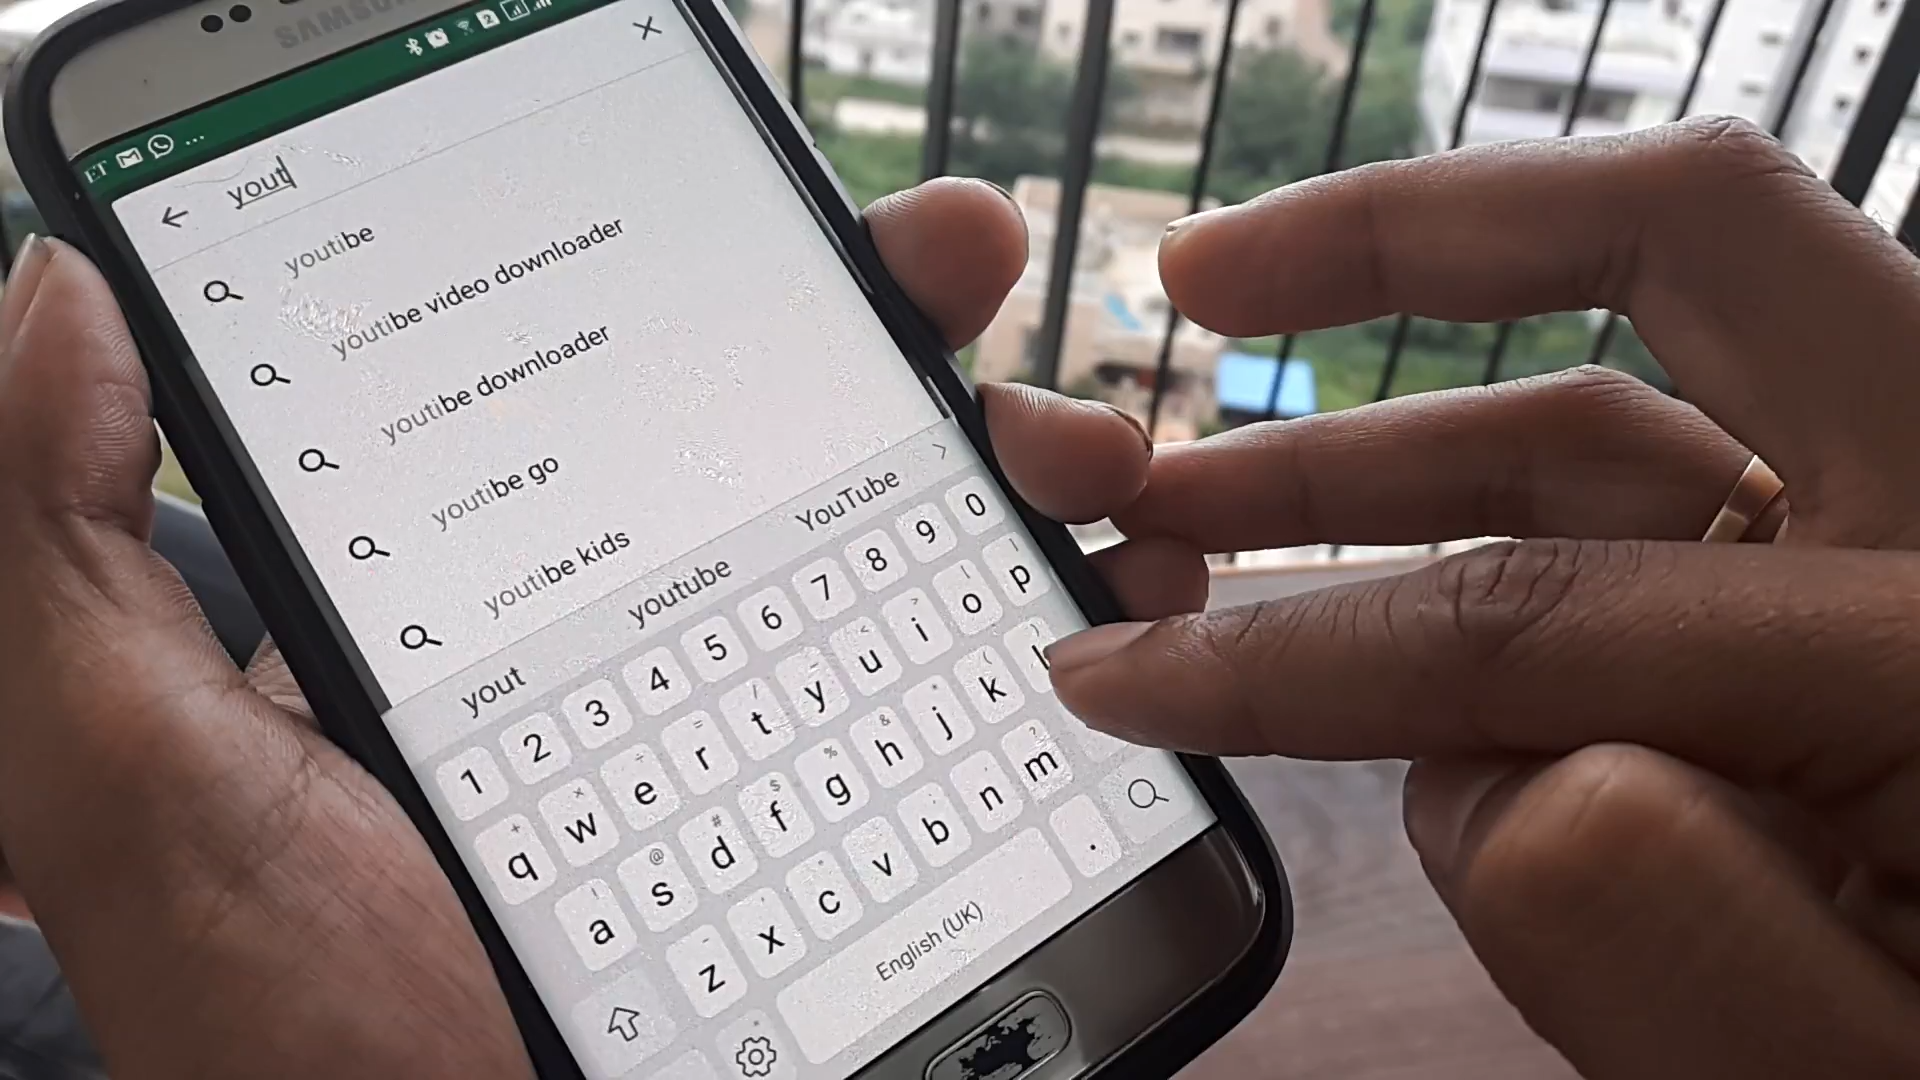 SAMSUNG
ET ...
yout
youtibe
youtibe video downloader
youtibe downloader
youtibe go
youtibe kids
yout youtube YouTube
1 2 3 4 5 6 7 8 9 0
q w e r t y u i o p
a s d f g h j k l
z x c v b n m
English (UK) .